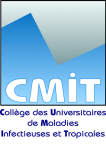 CMiT
Collège des Universitaires
de Maladies
Infectieuses et Tropicales